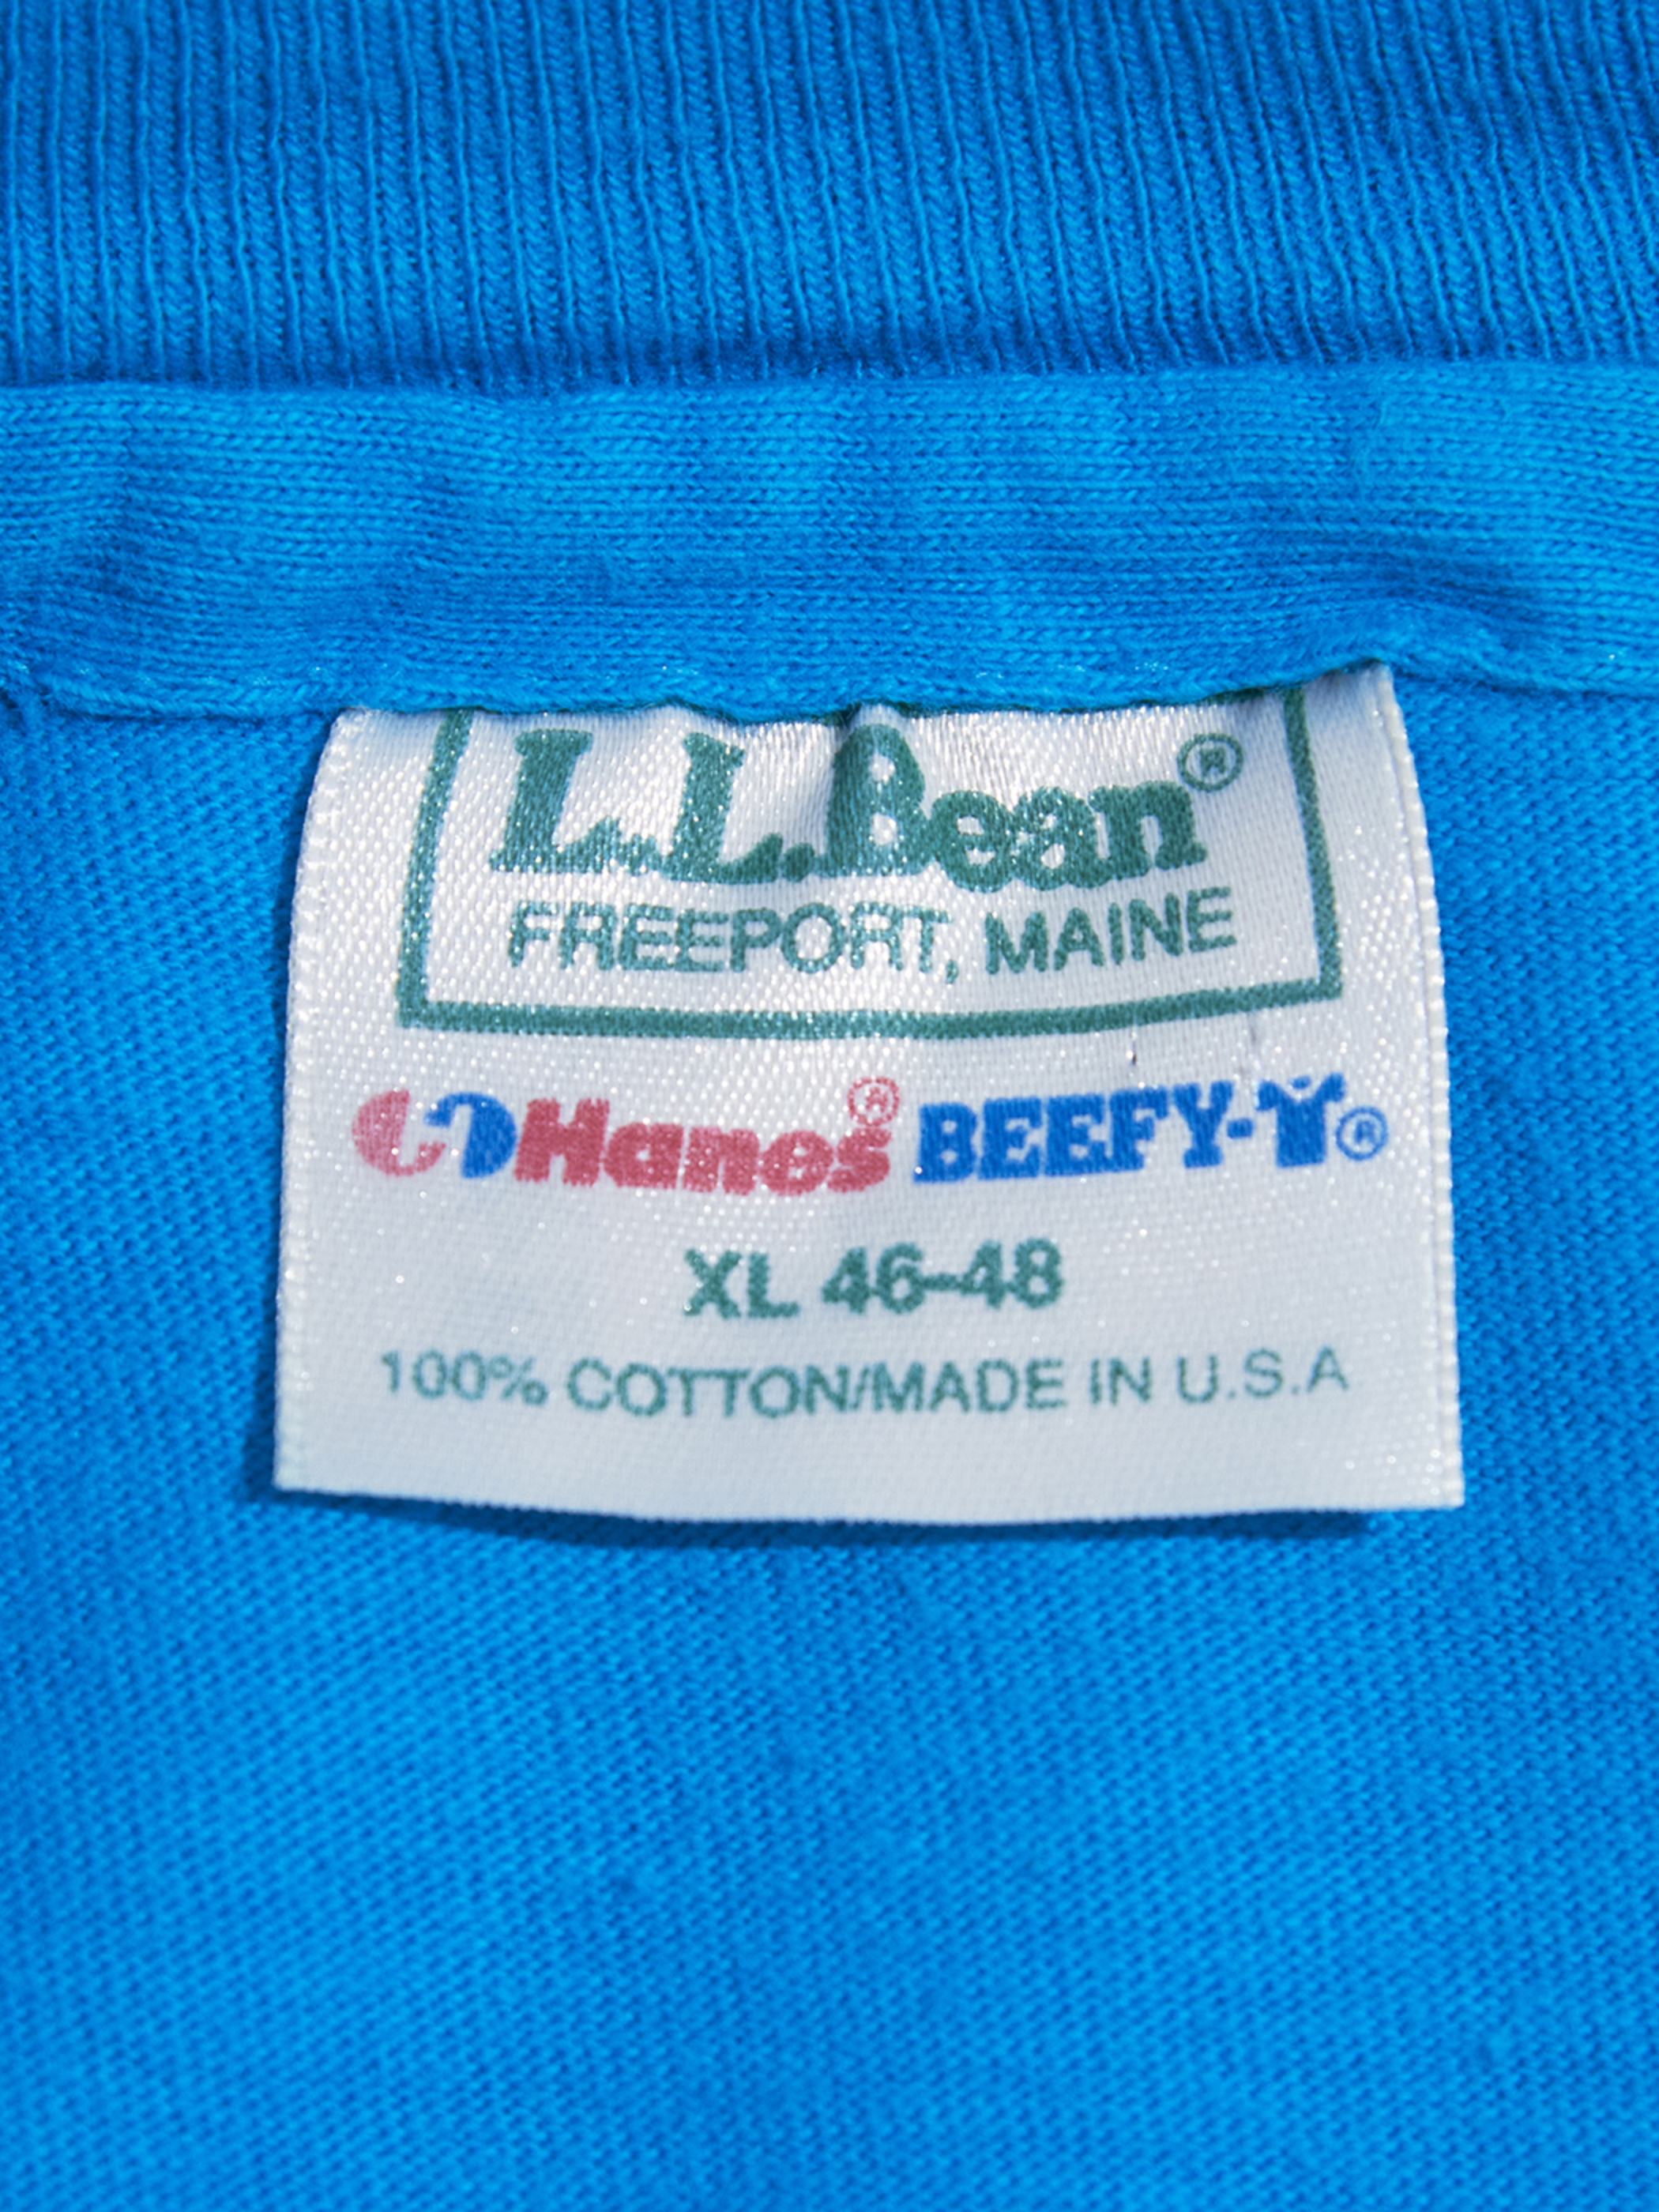 L.L.Bean®
FREEPORT, MAINE
Hanes® BEEFY-T®
XL 46-48
100% COTTON/MADE IN U.S.A